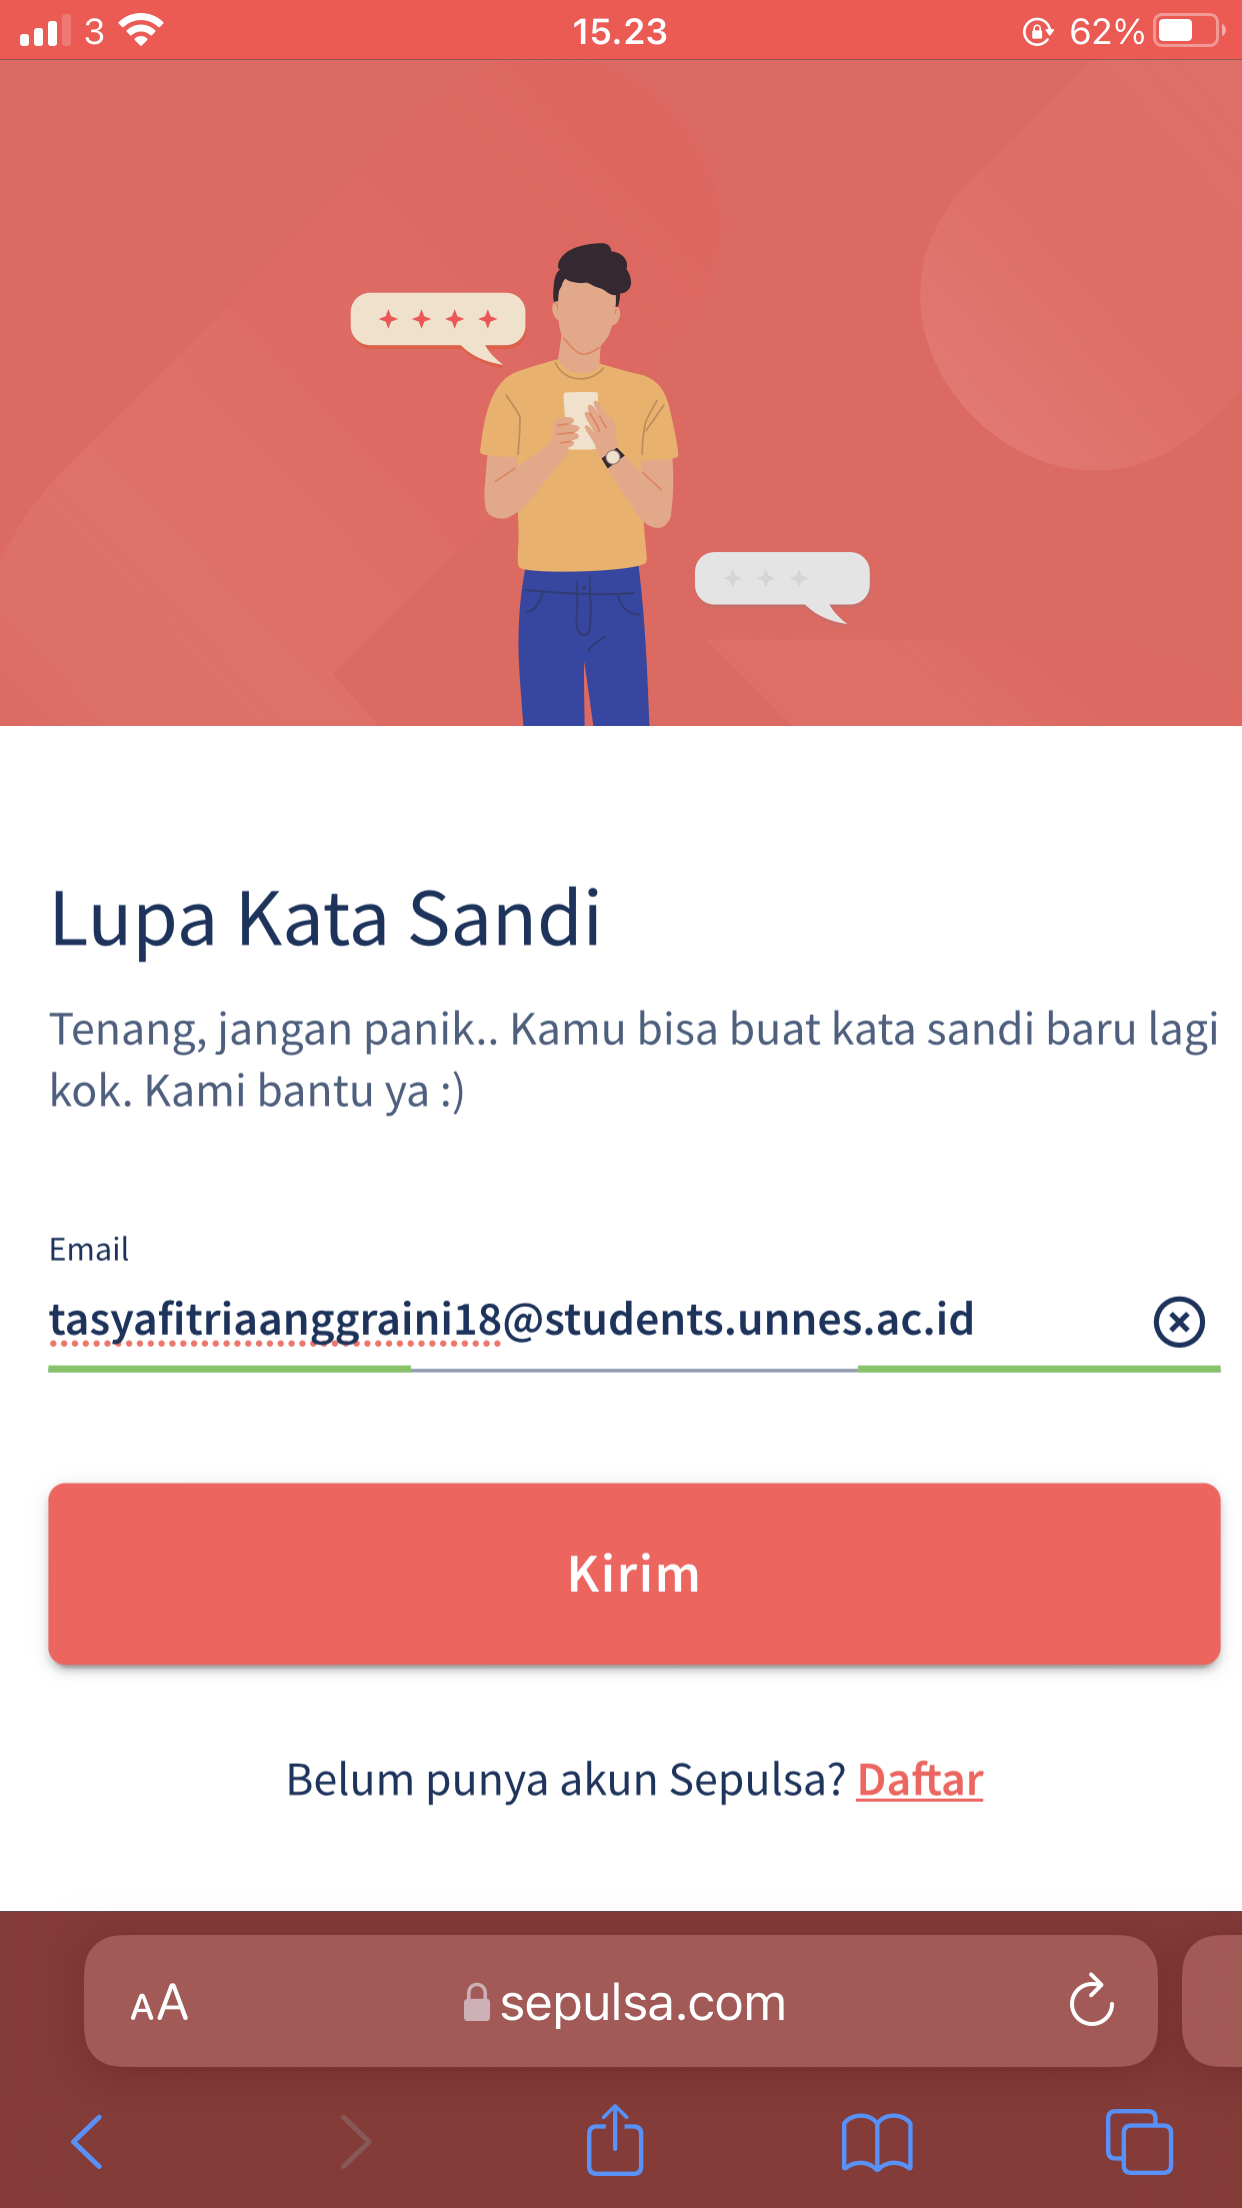 3
15.23
62%
Lupa Kata Sandi
Tenang, jangan panik.. Kamu bisa buat kata sandi baru lagi
kok. Kami bantu ya :)
Email
tasyafitriaanggraini18@students.unnes.ac.id
Kirim
Belum punya akun Sepulsa? Daftar
AA
sepulsa.com